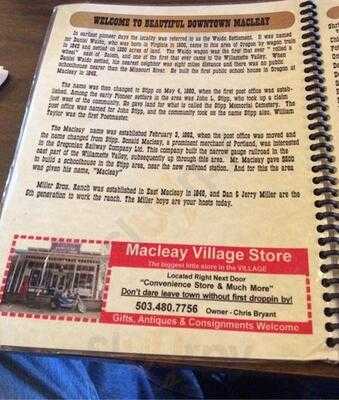 WELCOME TO BEAUTIFUL DOWNTOWN MACLEAY
In earliest pioneer days the locality was referred to as the Waldo Settlement. It was named
for Daniel Waldo, who was born in Virginia in 1800, came to this area of Oregon by wagon train
in 1843 and settled on 1280 acres of land. The Waldo wagon was the first that ever " rolled a
wheel" east of Salem, and one of the first that ever came to the Willamette Valley. When
Daniel Waldo settled, his nearest neighbor was eight miles distance and there was no public
schoolhouse nearer than the Missouri River. He built the first public school house in Oregon at
Macleay in 1843.
The name was then changed to Stipp on May 4, 1880, when the first post office was estab-
lished. Among the early Pioneer settlers in the area was John L. Stipp, who took up a claim
just west of the community. He gave land for what is called the Stipp Memorial Cemetery. The
post office was named for John Stipp, and the community took on the name Stipp also. William
Taylor was the first Postmaster.
The Macleay name was established February 3, 1882, when the post office was moved and
the name changed from Stipp. Donald Macleay, a prominent merchant of Portland, was interested
in the Oregonian Railway Company Ltd. This company built the narrow gauge railroad in the
east part of the Willamette Valley, subsequently up through this area. Mr. Macleay gave $500
to build a schoolhouse in the Stipp area, near the new railroad station. And for this the area
was given his name, "Macleay"
Miller Bros. Ranch was established in East Macleay in 1848, and Dan & Jerry Miller are the
5th generation to work the ranch. The Miller boys are your hosts today.
Macleay Village Store
The biggest little store in the VILLAGE
Located Right Next Door
"Convenience Store & Much More"
Don't dare leave town without first droppin by!
503.480.7756 Owner - Chris Bryant
Gifts, Antiques & Consignments Welcome